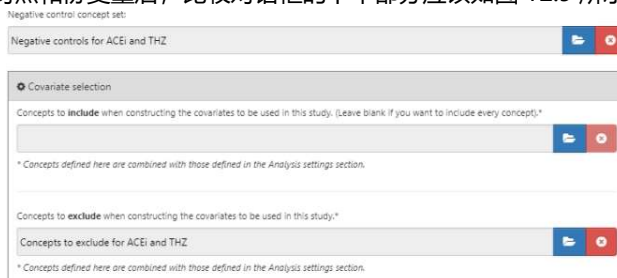 Negative control concept set:
Negative controls for ACEi and THZ
Covariate selection
Concepts to include when constructing the covariates to be used in this study. (Leave blank if you want to include every concept).*
* Concepts defined here are combined with those defined in the Analysis settings section.
Concepts to exclude when constructing the covariates to be used in this study.*
Concepts to exclude for ACEi and THZ
* Concepts defined here are combined with those defined in the Analysis settings section.